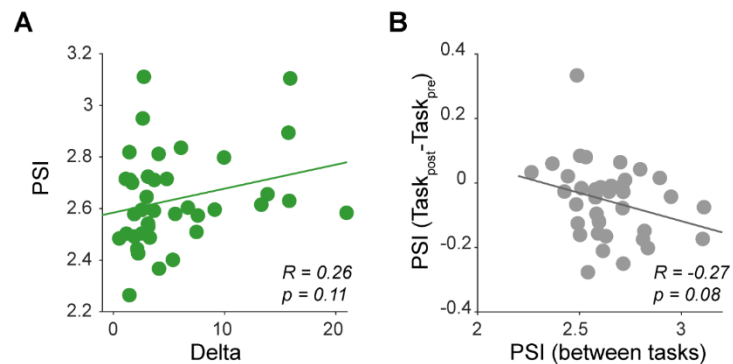 A
PSI
3.2
3
2.8
2.6
2.4
2.2
0
10
20
Delta
R = 0.26
p = 0.11
B
PSI (Task_post-Task_pre)
0.4
0.2
0
-0.2
-0.4
2
2.5
3
PSI (between tasks)
R = -0.27
p = 0.08